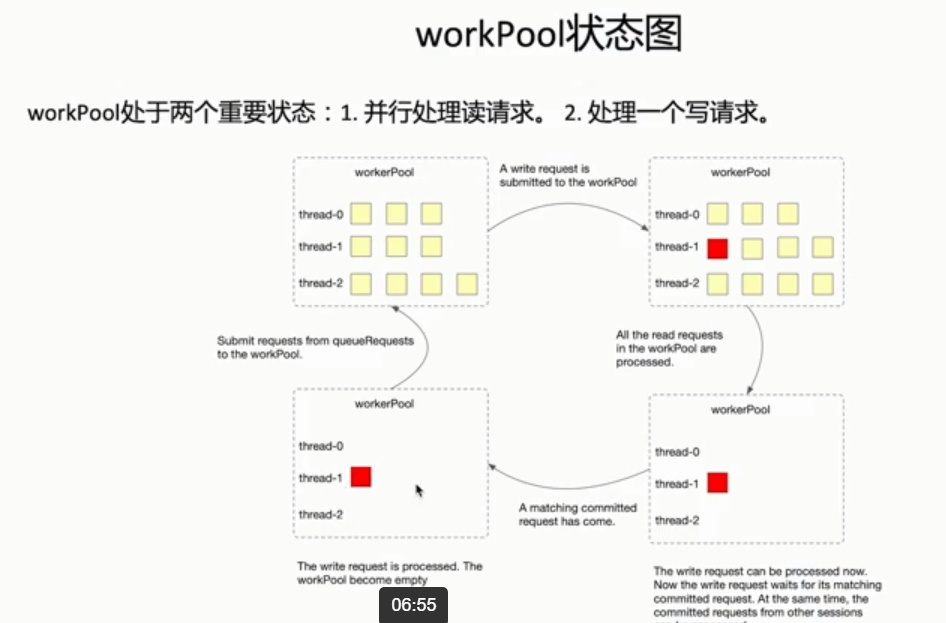 workPool状态图
workPool处于两个重要状态：1. 并行处理读请求。 2. 处理一个写请求。
workerPool
thread-0
thread-1
thread-2
A write request is
submitted to the workPool
workerPool
thread-0
thread-1
thread-2
Submit requests from queueRequests
to the workPool.
All the read requests
in the workPool are
processed.
workerPool
thread-0
thread-1
thread-2
A matching committed
request has come.
workerPool
thread-0
thread-1
thread-2
The write request is processed. The
workPool become empty
The write request can be processed now.
Now the write request waits for its matching
committed request. At the same time, the
committed requests from other sessions
06:55